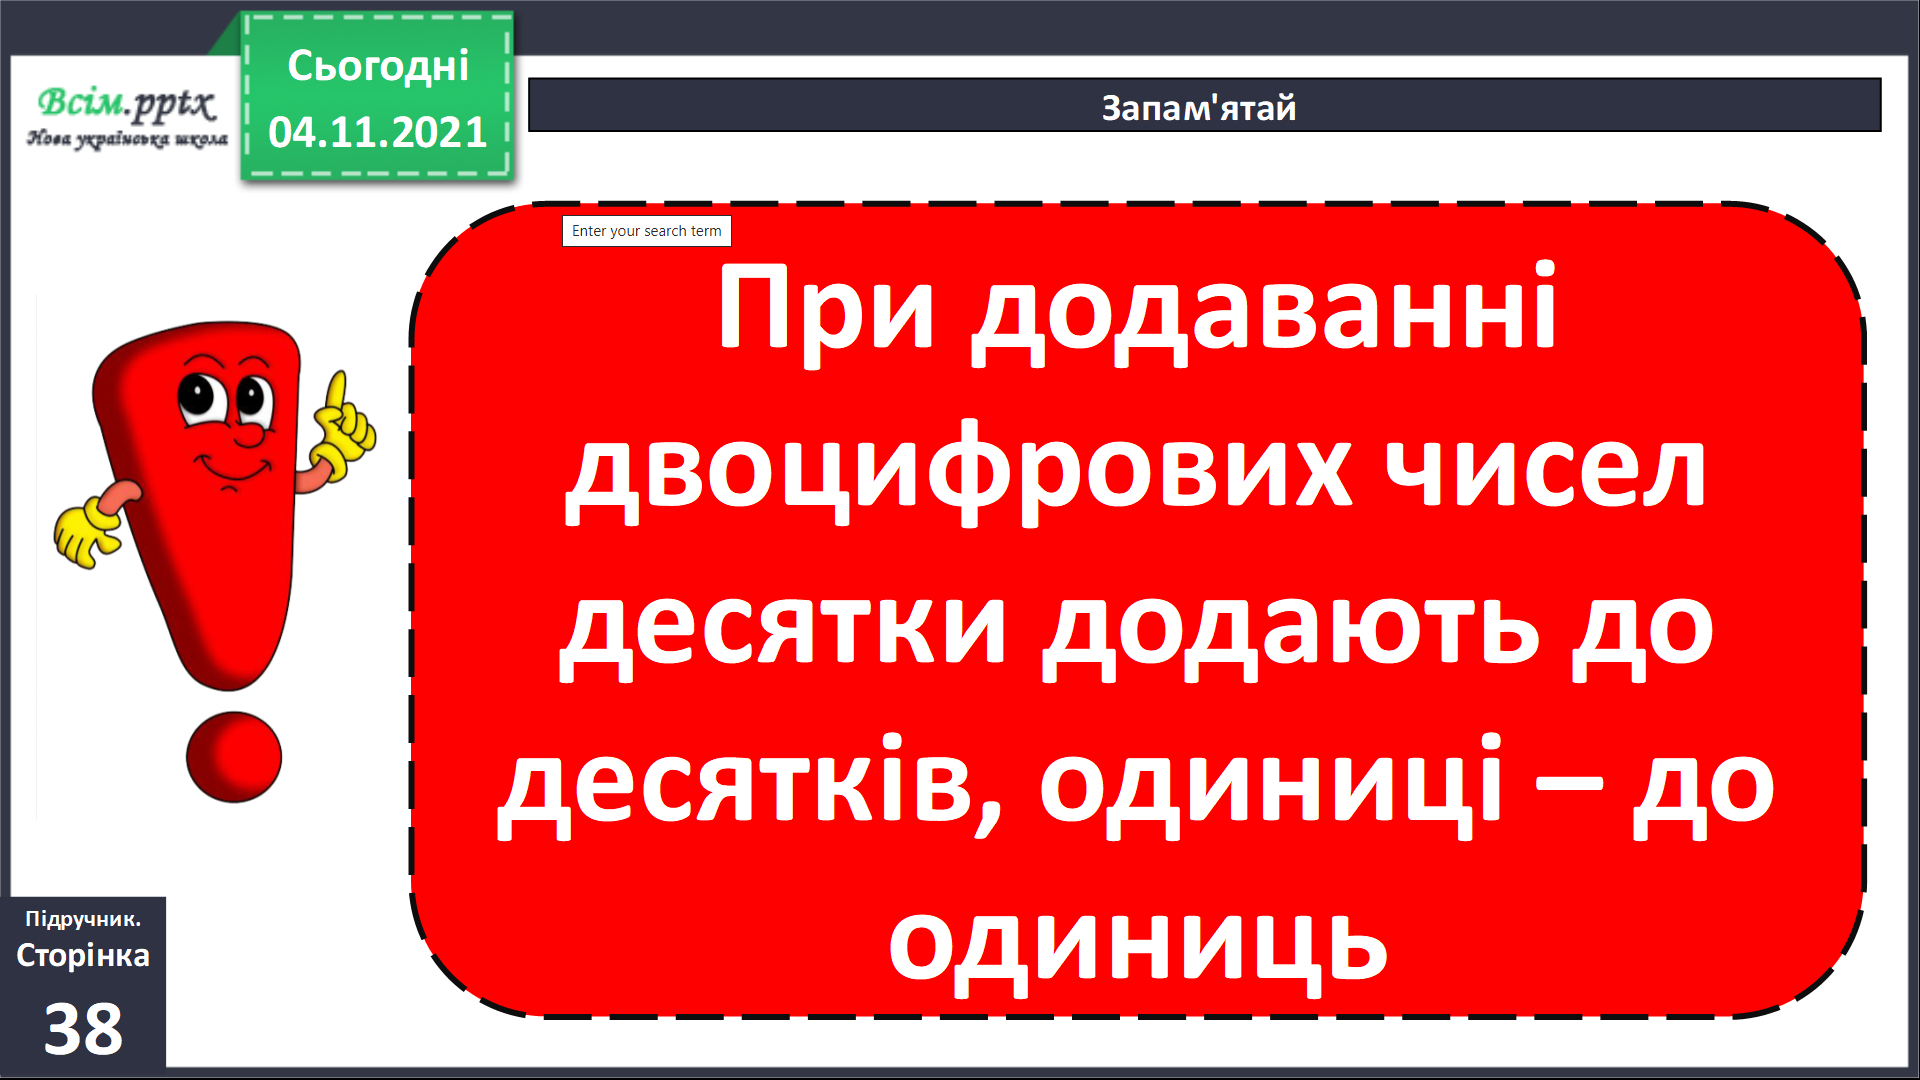 Сьогодні
04.11.2021
Всім.pptx
Нова українська школа
Запам'ятай
Enter your search term
При додаванні
двоцифрових чисел
десятки додають до
десятків, одиниці – до
одиниць
Підручник.
Сторінка
38